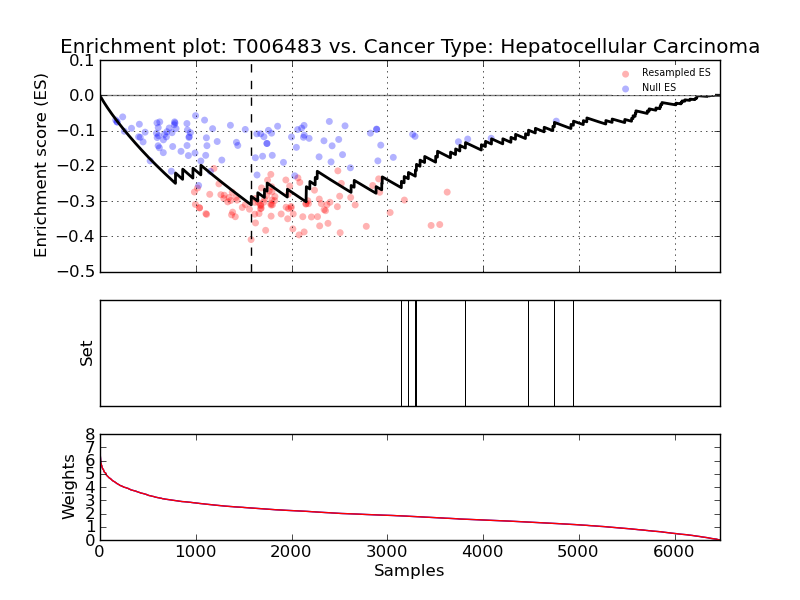 Enrichment plot: T006483 vs. Cancer Type: Hepatocellular Carcinoma
Enrichment score (ES)
0.1
0.0
−0.1
−0.2
−0.3
−0.4
−0.5
Resampled ES
Null ES
Set
Weights
8
7
6
5
4
3
2
1
0
0 1000 2000 3000 4000 5000 6000
Samples